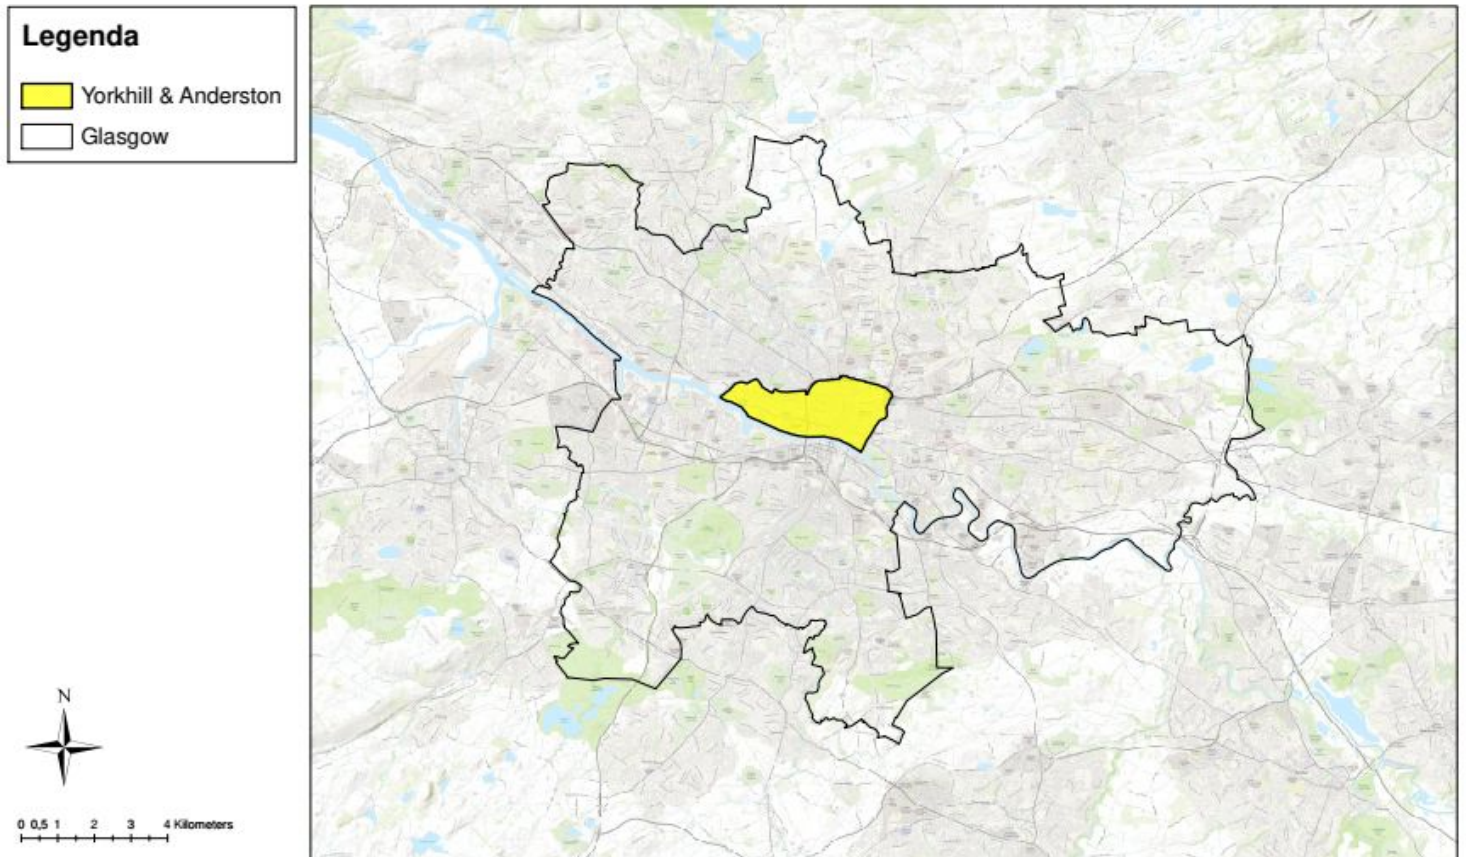 Legenda
Yorkhill & Anderston
Glasgow
N
0 0,5 1 2 3 4 Kilometers